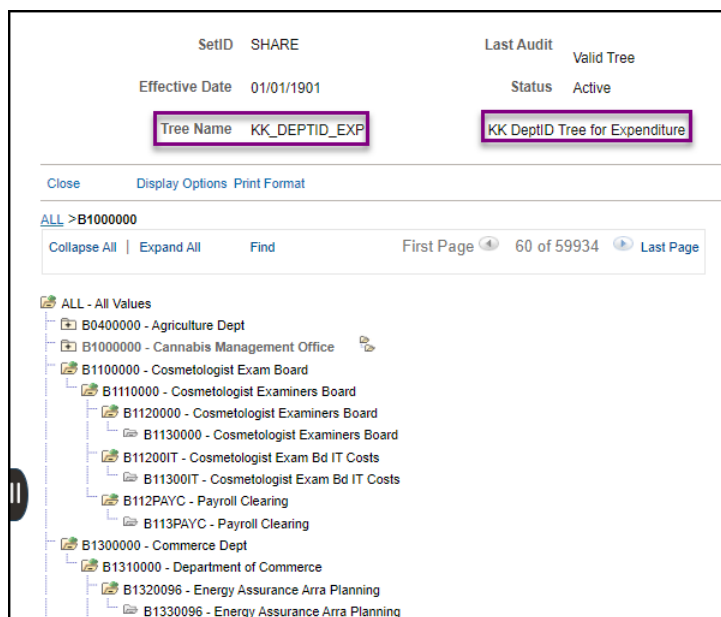 SetID SHARE Last Audit Valid Tree
Effective Date 01/01/1901 Status Active
Tree Name KK_DEPTID_EXP KK DeptID Tree for Expenditure
Close Display Options Print Format
ALL >B1000000
Collapse All | Expand All Find First Page 60 of 59934 Last Page
ALL - All Values
B0400000 - Agriculture Dept
B1000000 - Cannabis Management Office
B1100000 - Cosmetologist Exam Board
B1110000 - Cosmetologist Examiners Board
B1120000 - Cosmetologist Examiners Board
B1130000 - Cosmetologist Examiners Board
B11200IT - Cosmetologist Exam Bd IT Costs
B11300IT - Cosmetologist Exam Bd IT Costs
B112PAYC - Payroll Clearing
B113PAYC - Payroll Clearing
B1300000 - Commerce Dept
B1310000 - Department of Commerce
B1320096 - Energy Assurance Arra Planning
B1330096 - Energy Assurance Arra Planning